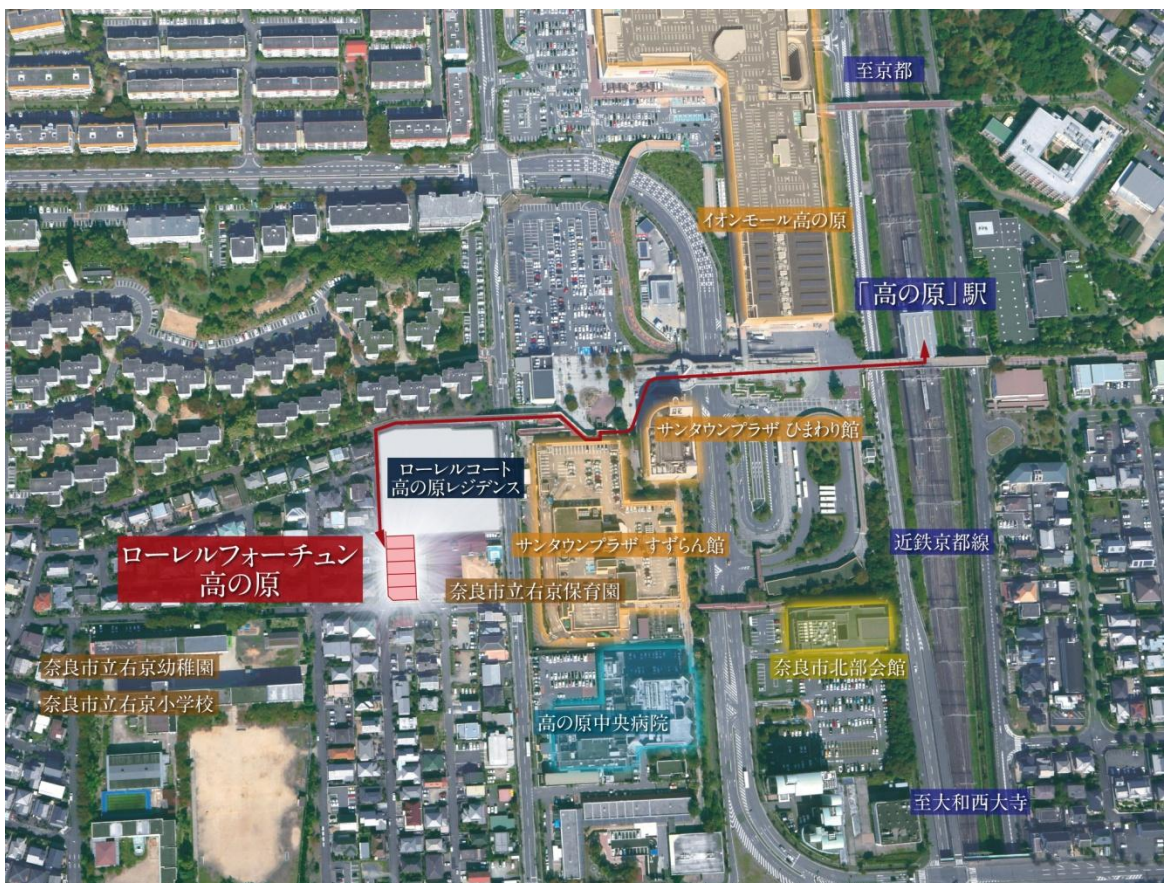 至京都
イオンモール高の原
「高の原」駅
サンタウンプラザ ひまわり館
ローレルコート
高の原レジデンス
ローレルフォーチュン
高の原
サンタウンプラザ すずらん館
近鉄京都線
奈良市立右京保育園
奈良市立右京幼稚園
奈良市北部会館
奈良市立右京小学校
高の原中央病院
至大和西大寺